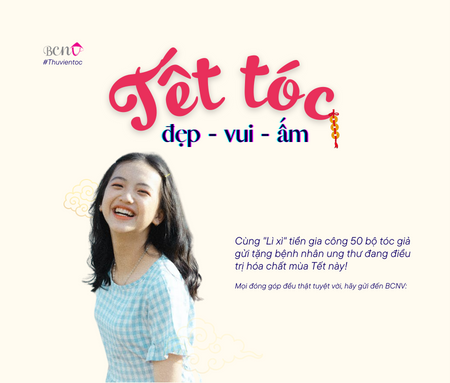 BCNV
#Thuvientoc
Tết tóc
đẹp - vui - ấm
Cùng "Lì xì" tiền gia công 50 bộ tóc giả
gửi tặng bệnh nhân ung thư đang điều
trị hóa chất mùa Tết này!
Mọi đóng góp đều thật tuyệt vời, hãy gửi đến BCNV: